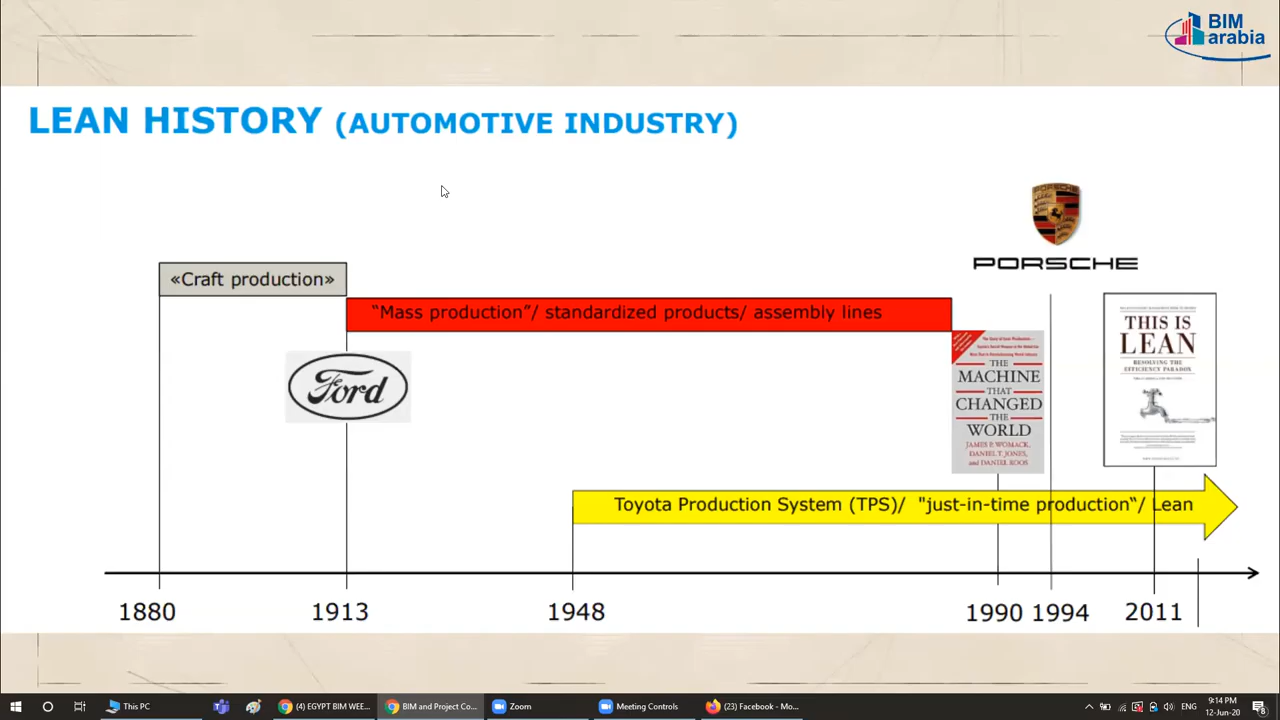 BIM
arabia
LEAN HISTORY (AUTOMOTIVE INDUSTRY)
PORSCHE
PORSCHE
«Craft production»
“Mass production”/ standardized products/ assembly lines
Ford
THE
MACHINE
THAT
CHANGED
THE
WORLD
JAMES P. WOMACK,
DANIEL T. JONES,
and DANIEL ROOS
THIS IS
LEAN
RESOLVING THE
EFFICIENCY PARADOX
Toyota Production System (TPS)/ "just-in-time production“/ Lean
1880
1913
1948
1990
1994
2011
This PC
(4) EGYPT BIM WEE...
BIM and Project Co...
Zoom
Meeting Controls
(23) Facebook - Mo...
ENG
9:14 PM
12-Jun-20
8